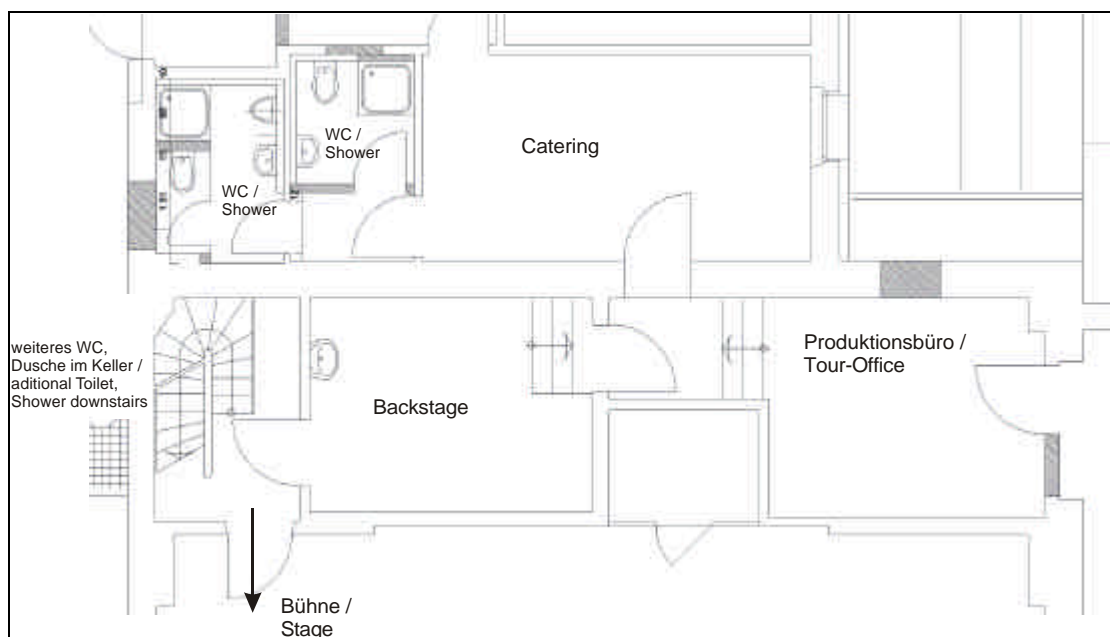 WC /
Shower
Catering
WC /
Shower
weiteres WC,
Dusche im Keller /
aditional Toilet,
Shower downstairs
Produktionsbüro /
Tour-Office
Backstage
Bühne /
Stage